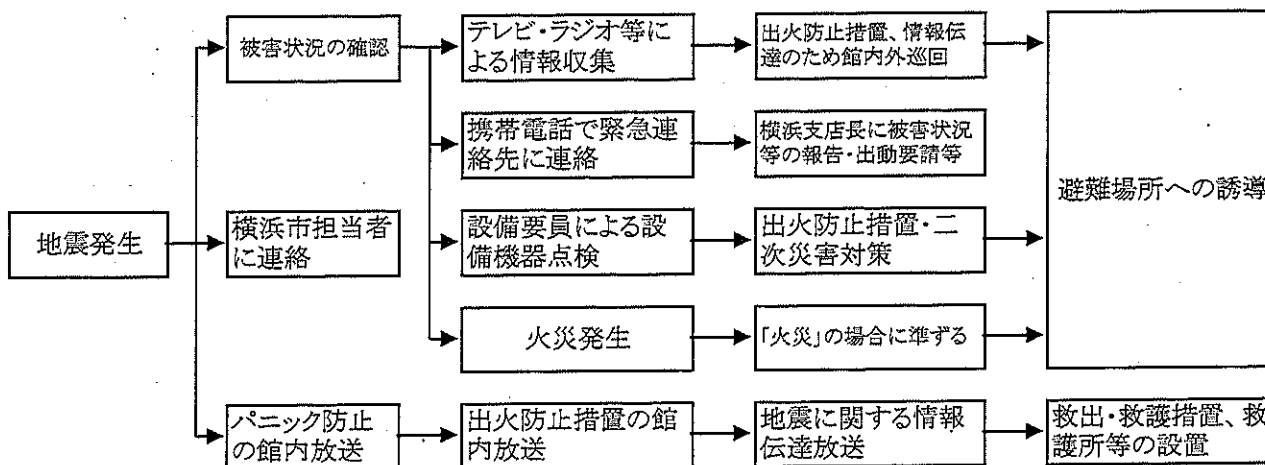 被害状況の確認
テレビ・ラジオ等に
よる情報収集
出火防止措置、情報伝
達のため館内外巡回
携帯電話で緊急連
絡先に連絡
横浜支店長に被害状況
等の報告・出動要請等
避難場所への誘導
地震発生
横浜市担当者
に連絡
設備要員による設
備機器点検
出火防止措置・二
次災害対策
火災発生
「火災」の場合に準ずる
パニック防止
の館内放送
出火防止措置の館
内放送
地震に関する情報
伝達放送
救出・救護措置、救
護所等の設置